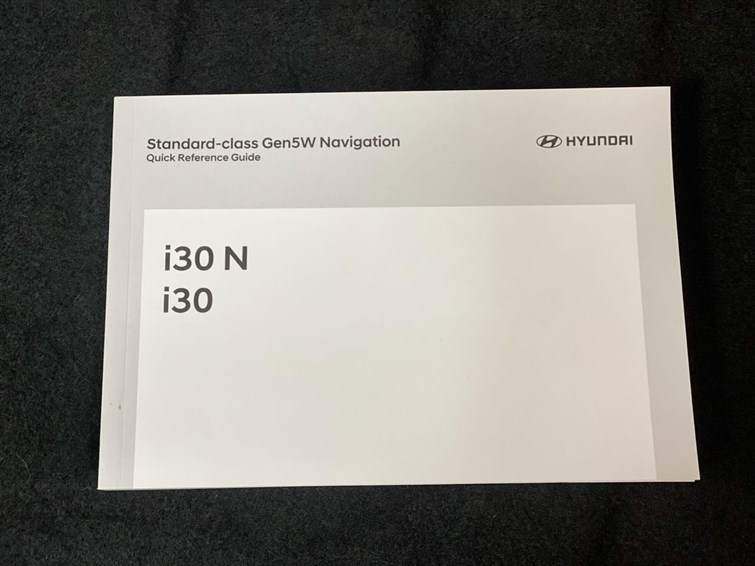 Standard-class Gen5W Navigation
Quick Reference Guide
HYUNDAI
i30 N
i30